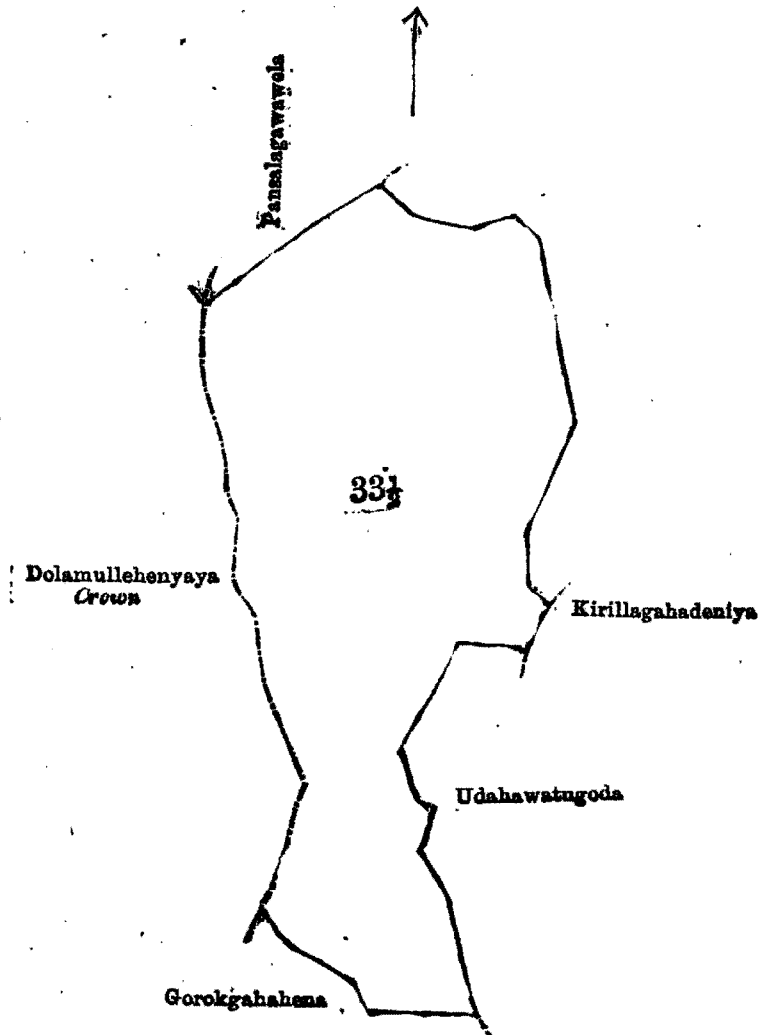 Pansalagawawela
33½
Dolamullehenyaya
Crown
Kirillagahadeniya
Udahawatugoda
Gorokgahahena